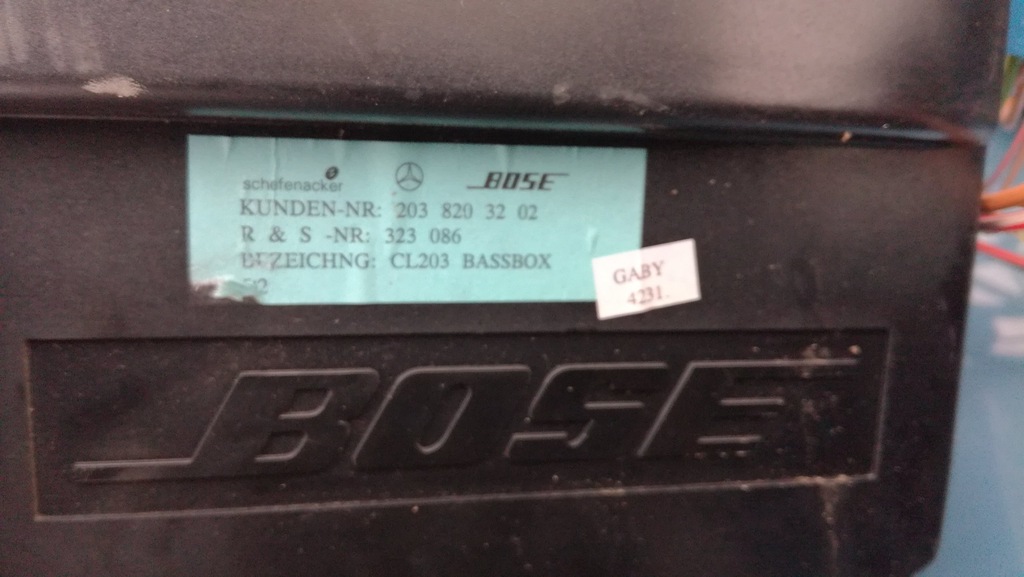 schefenacker BOSE
KUNDEN-NR: 203 820 32 02
R & S -NR: 323 086
BEZEICHNG: CL203 BASSBOX
GABY
4231.
BOSE